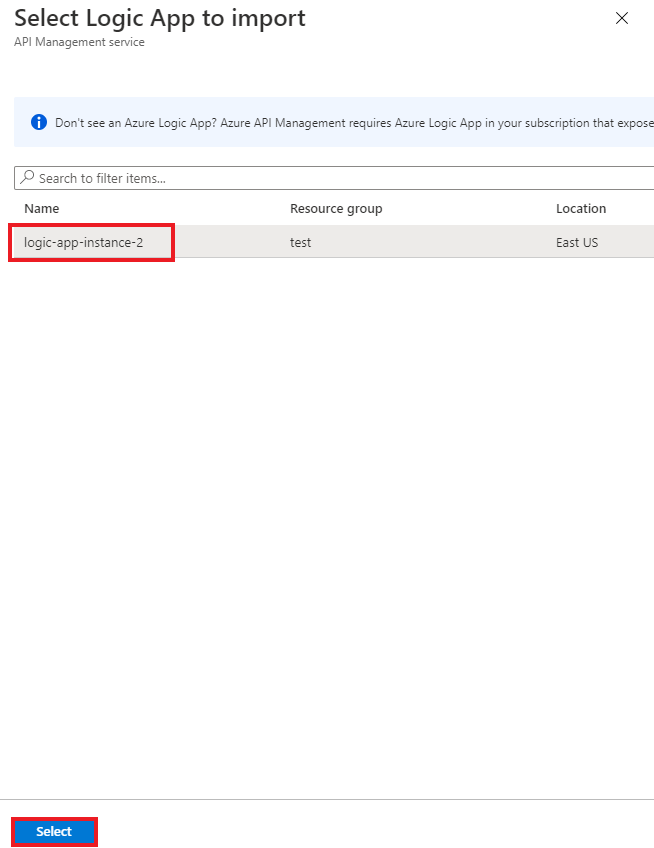 Select Logic App to import
API Management service
Don't see an Azure Logic App? Azure API Management requires Azure Logic App in your subscription that expose
Search to filter items...
Name Resource group Location
logic-app-instance-2 test East US
Select